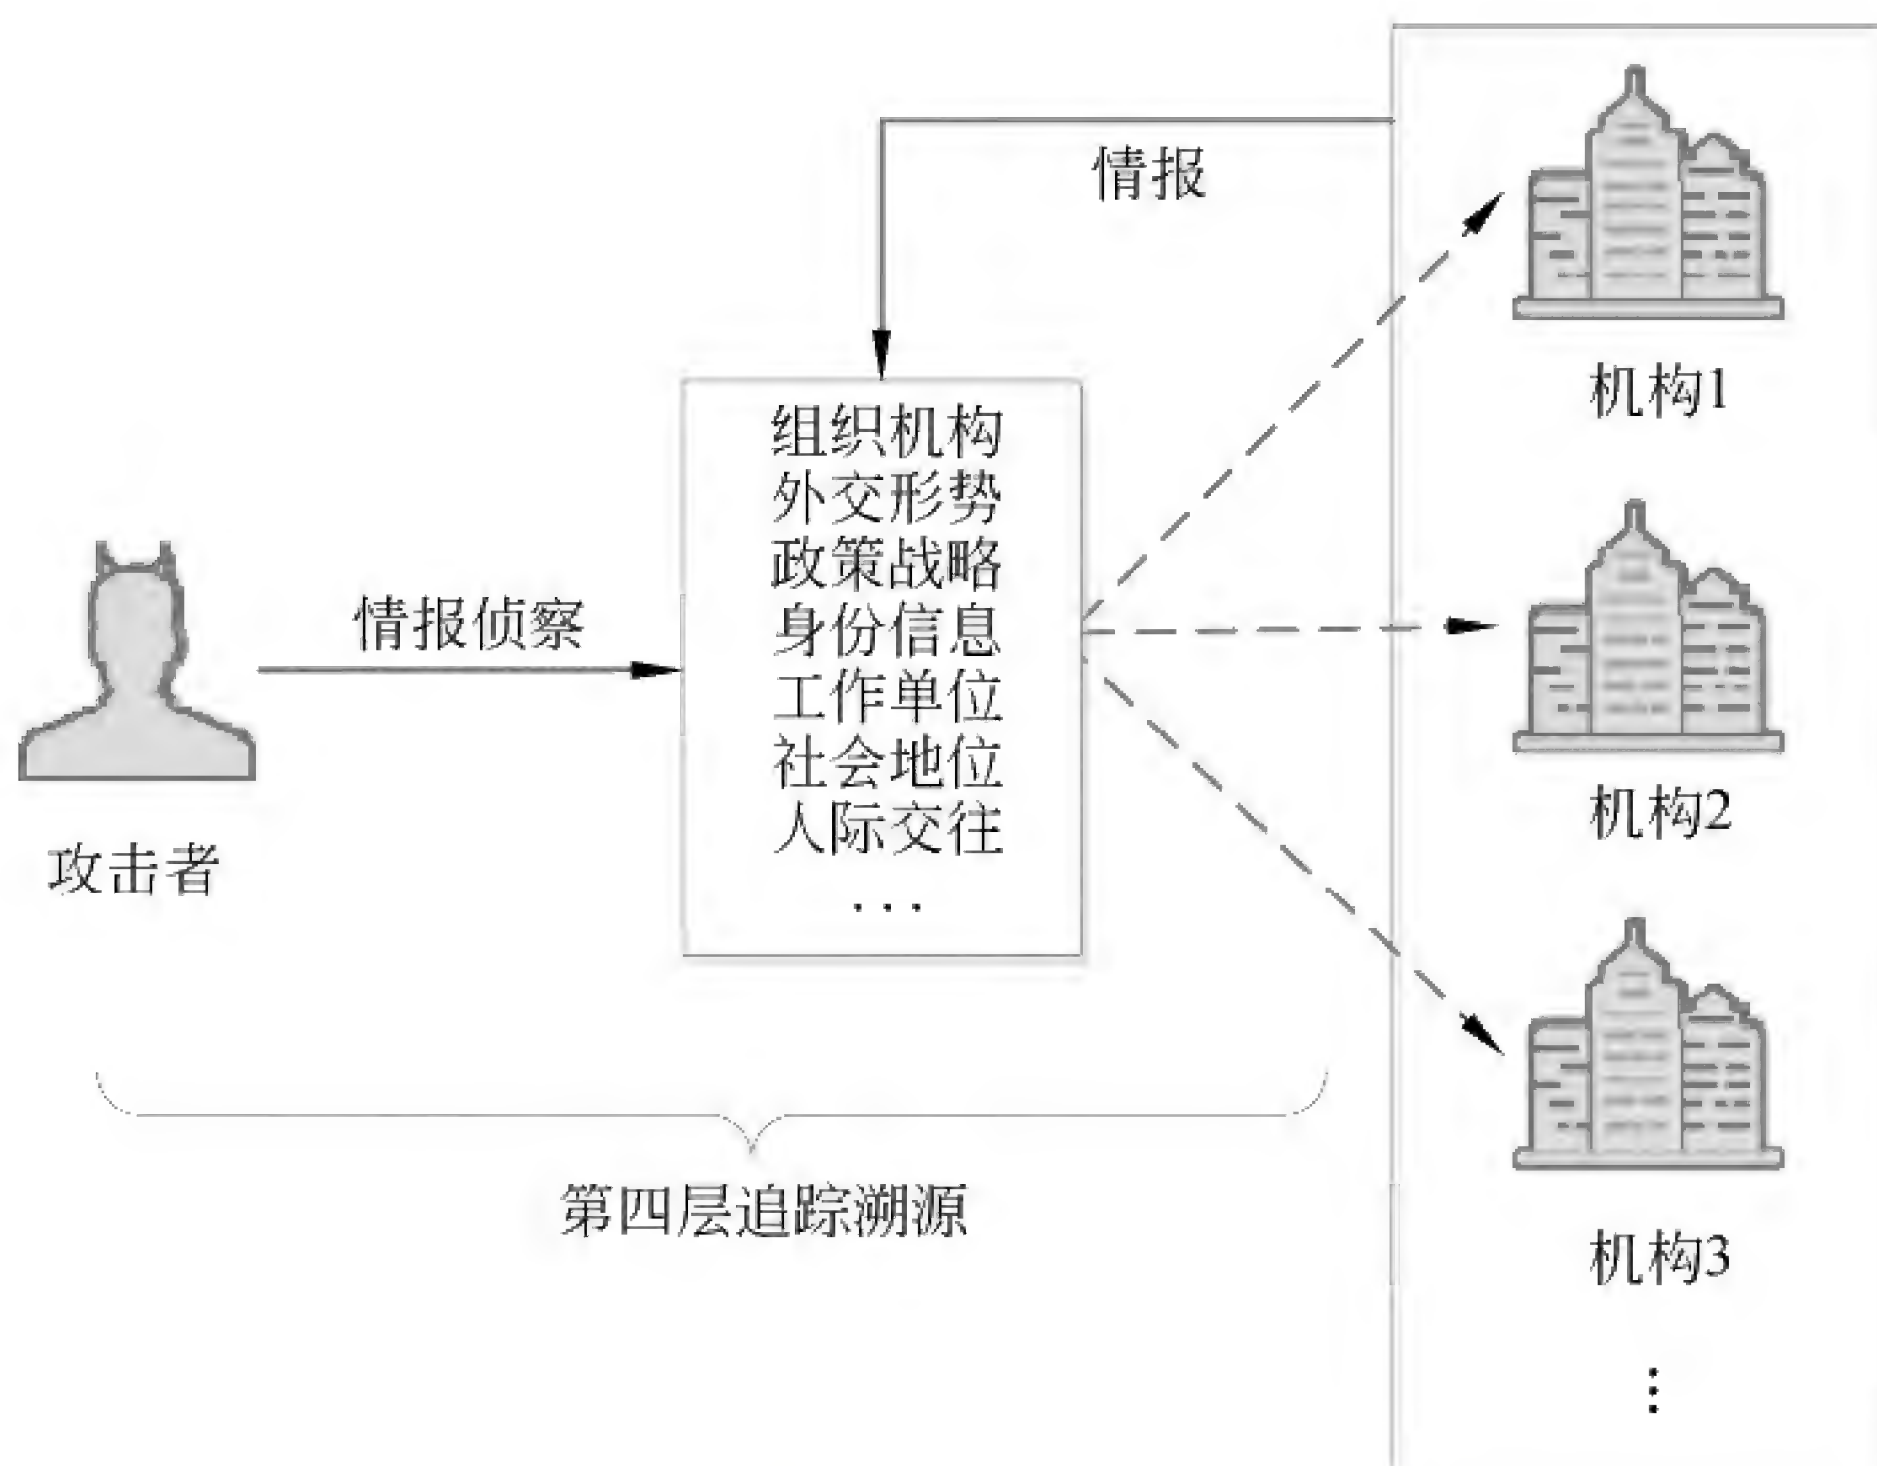 情报
机构1
组织机构
外交形势
政策战略
身份信息
工作单位
社会地位
人际交往
...
情报侦察
攻击者
机构2
第四层追踪溯源
机构3
⋮